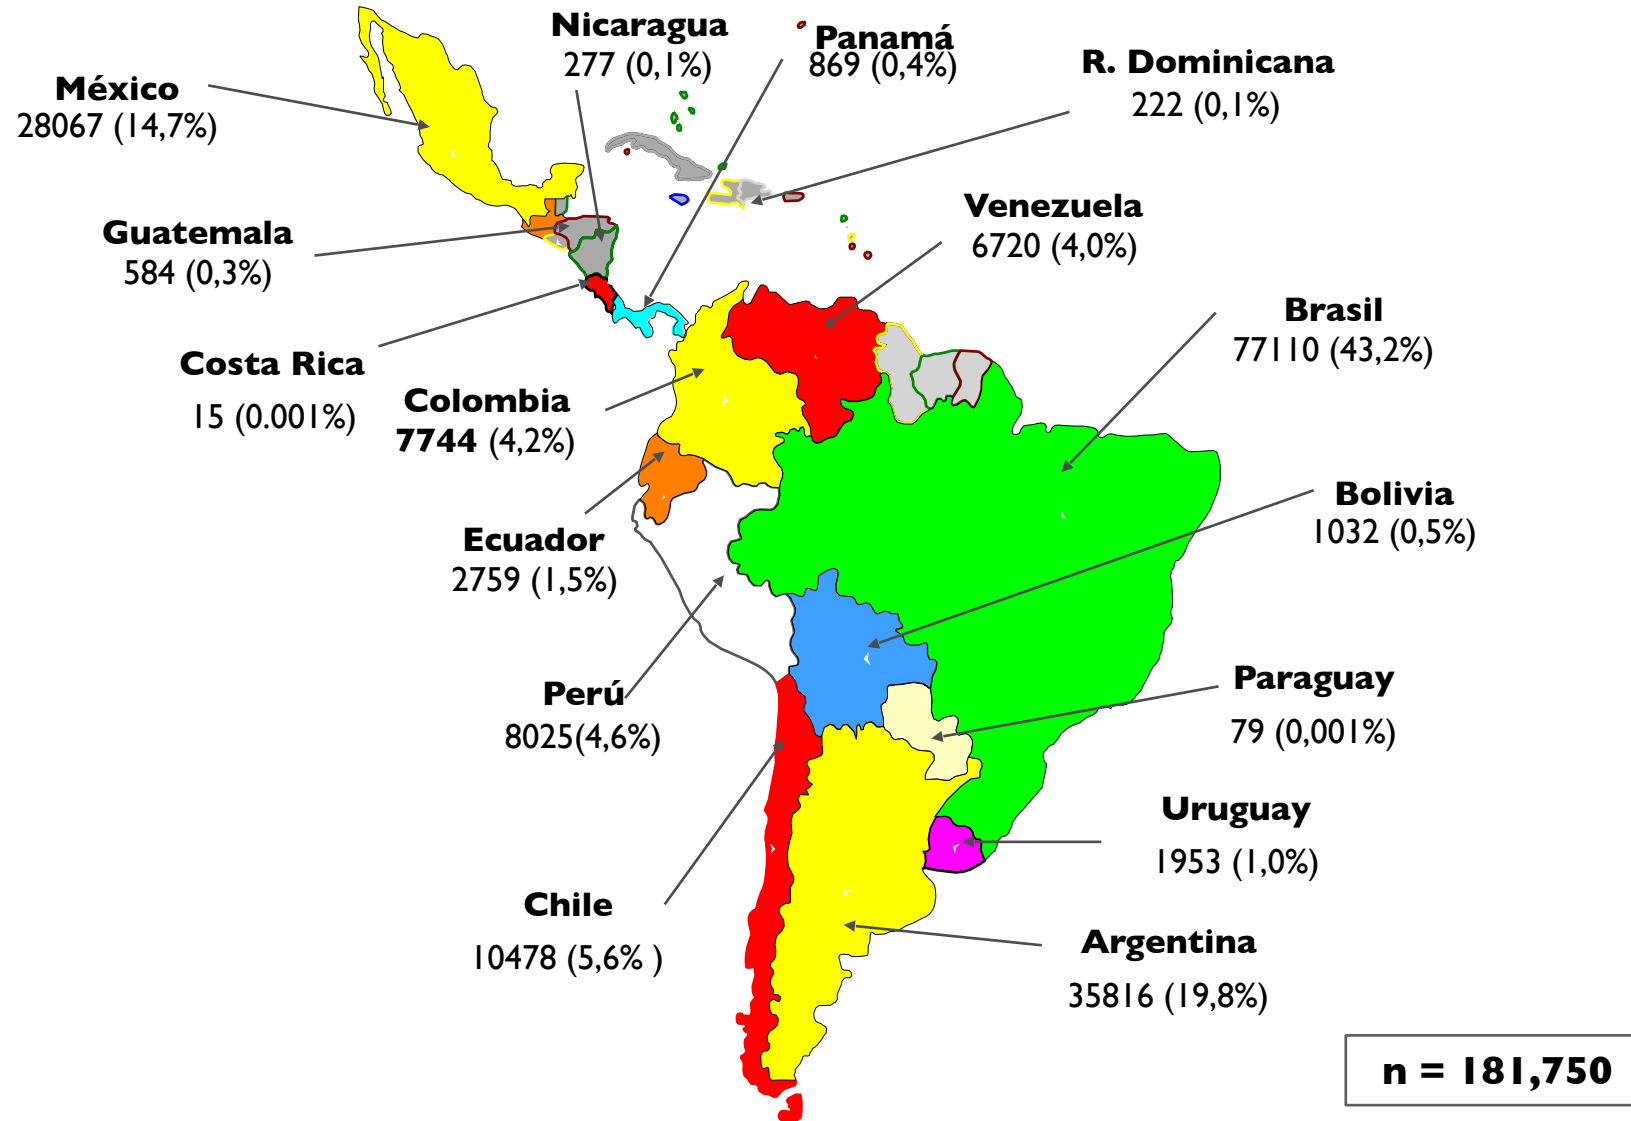 Nicaragua
277 (0,1%)
Panamá
869 (0,4%)
R. Dominicana
222 (0,1%)
México
28067 (14,7%)
Venezuela
6720 (4,0%)
Guatemala
584 (0,3%)
Brasil
77110 (43,2%)
Costa Rica
15 (0.001%)
Colombia
7744 (4,2%)
Bolivia
1032 (0,5%)
Ecuador
2759 (1,5%)
Perú
8025(4,6%)
Paraguay
79 (0,001%)
Uruguay
1953 (1,0%)
Chile
10478 (5,6% )
Argentina
35816 (19,8%)
n = 181,750